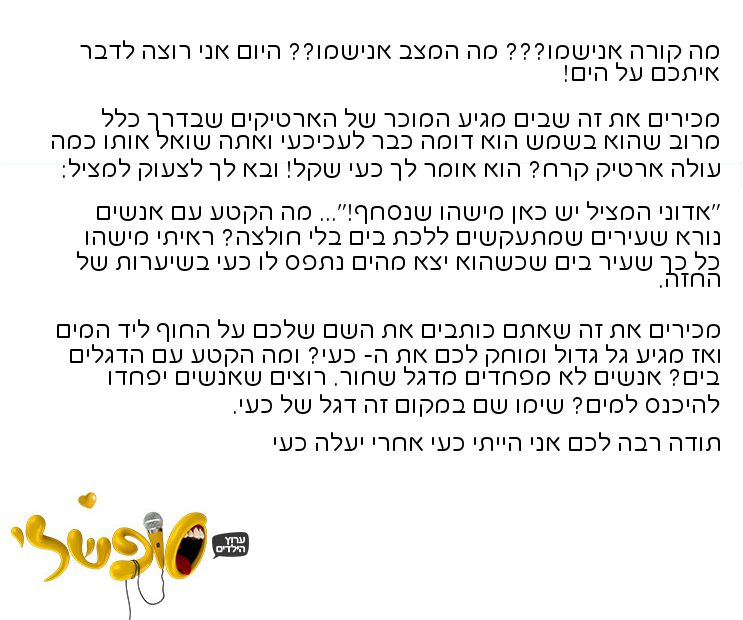 מה קורה אנישמו??? מה המצב אנישמו?? היום אני רוצה לדבר
איתכם על הים!
מכירים את זה שבים מגיע המוכר של הארטיקים שבדרך כלל
מרוב שהוא בשמש הוא דומה כבר לעכיכעי ואתה שואל אותו כמה
עולה ארטיק קרח? הוא אומר לך כעי שקל! ובא לך לצעוק למציל:
"אדוני המציל יש כאן מישהו שנסחף!"... מה הקטע עם אנשים
נורא שעירים שמתעקשים ללכת בים בלי חולצה? ראיתי מישהו
כל כך שעיר בים שכשהוא יצא מהים נתפס לו כעי בשיערות של
החזה.
מכירים את זה שאתם כותבים את השם שלכם על החוף ליד המים
ואז מגיע גל גדול ומוחק לכם את ה- כעי? ומה הקטע עם הדגלים
בים? אנשים לא מפחדים מדגל שחור. רוצים שאנשים יפחדו
להיכנס למים? שימו שם במקום זה דגל של כעי.
תודה רבה לכם אני הייתי כעי אחרי יעלה כעי
סופשלי
ערוץ
הילדים